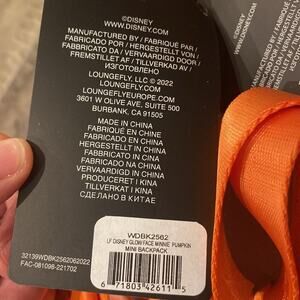 ©DISNEY
WWW.DISNEY.COM
MANUFACTURED BY / FABRIQUÉ PAR /
FABRICADO POR / HERGESTELLT VON /
FABBRICATO DA / VERVAARDIGD DOOR /
FREMSTILLET AF / TILLVERKAD AV /
ИЗГОТОВЛЕНО
LOUNGEFLY, LLC © 2022
LOUNGEFLY.COM
LOUNGEFLYEUROPE.COM
3601 W OLIVE AVE, SUITE 500
BURBANK, CA 91505
MADE IN CHINA
FABRIQUÉ EN CHINE
HERGESTELLT IN CHINA
FABRICADO EN CHINA
FABBRICATO IN CHINA
FABRICADO NA CHINA
VERVAARDIGD IN CHINA
PRODUCERET I KINA
TILLVERKAT I KINA
СДЕЛАНО В КИТАЕ
WDBK2562
LF DISNEY GLOW FACE MINNIE PUMPKIN
MINI BACKPACK
6 71803 42611 5
32139WDBK2562062022
FAC-081098-221702